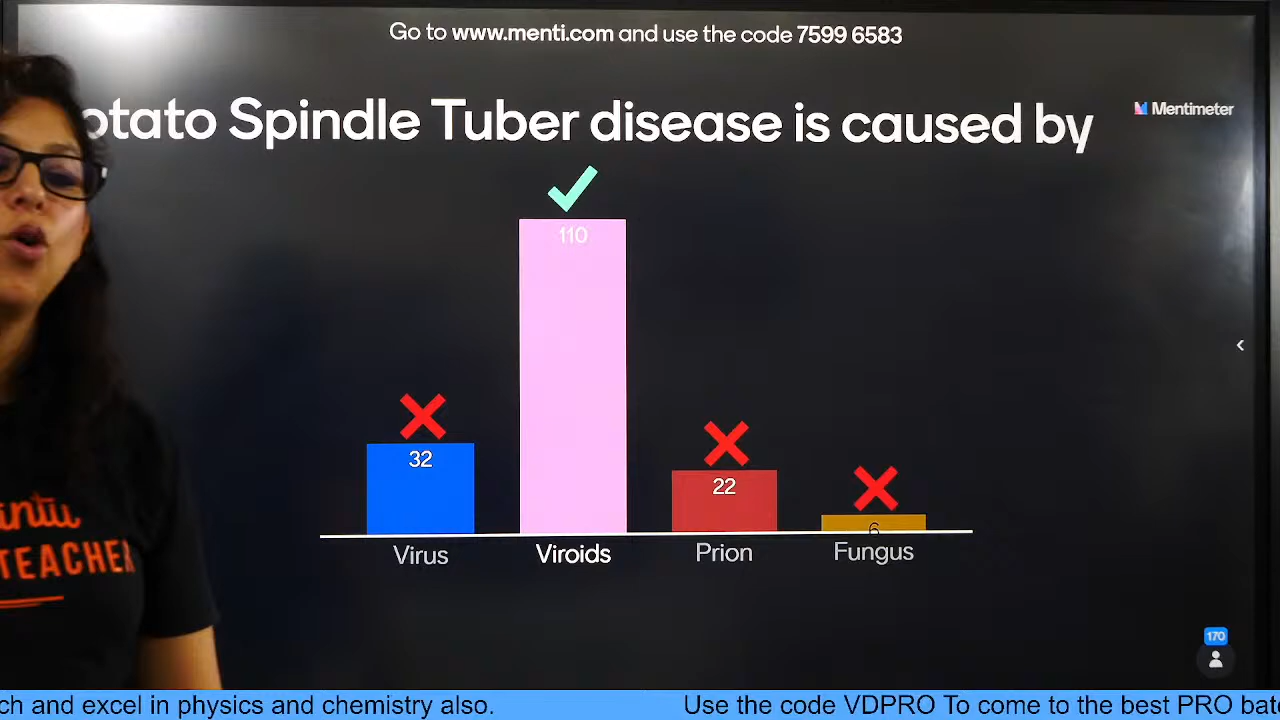 Go to www.menti.com and use the code 7599 6583
otato Spindle Tuber disease is caused by
Mentimeter
110
32
22
6
Virus
Viroids
Prion
Fungus
TEACHER
170
ch and excel in physics and chemistry also.
Use the code VDPRO To come to the best PRO bat